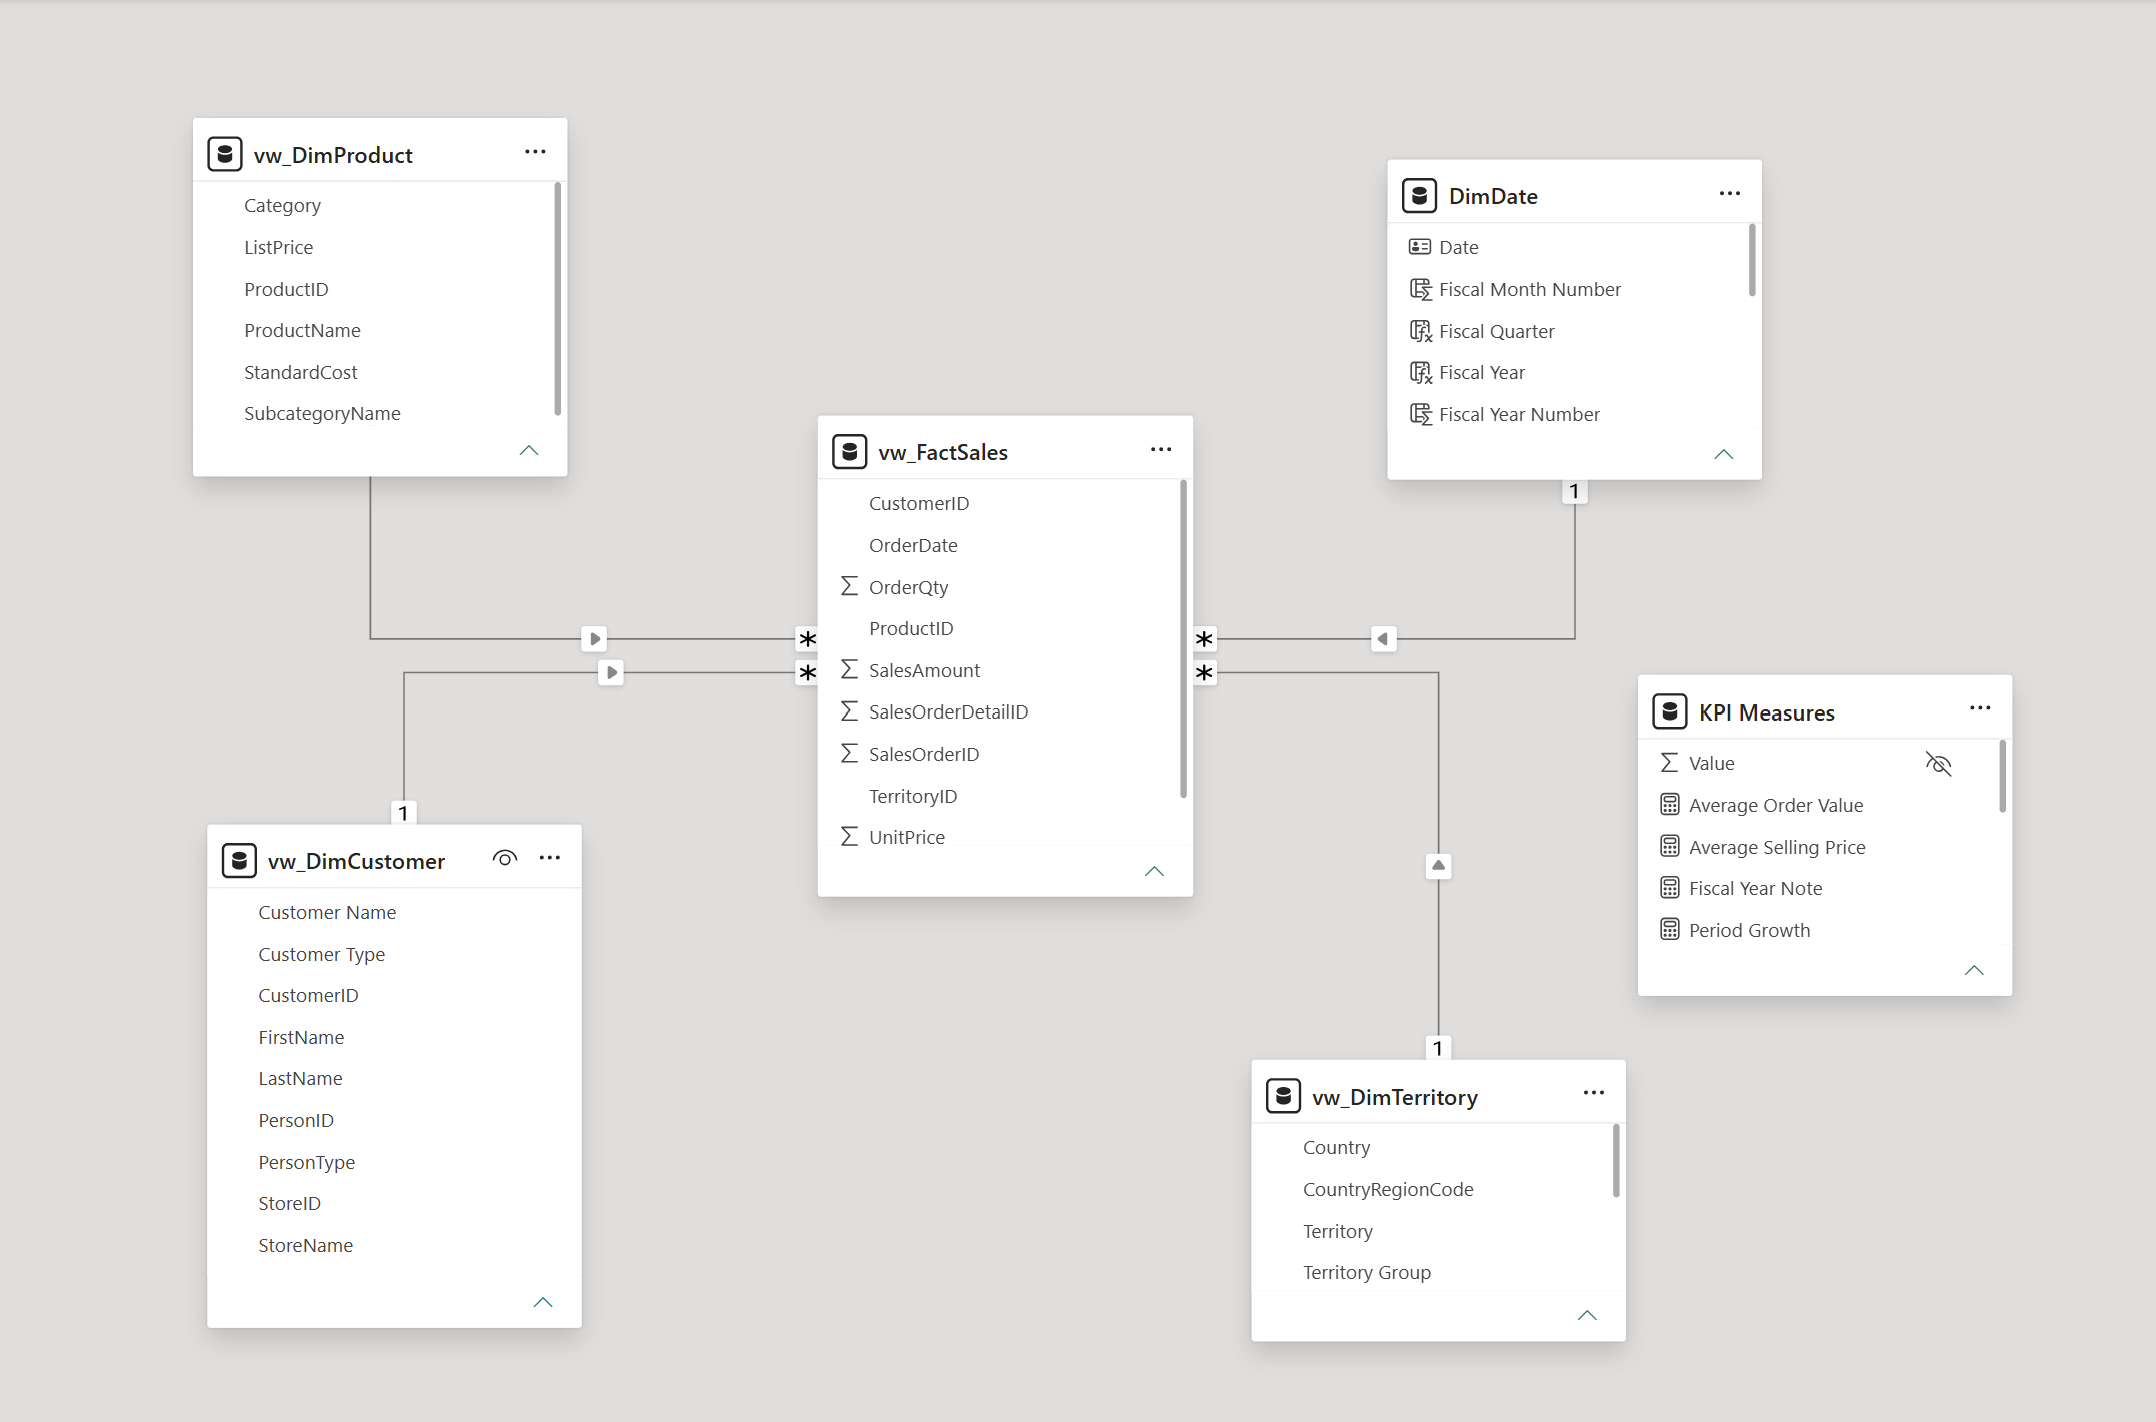 vw_DimProduct
Category
ListPrice
ProductID
ProductName
StandardCost
SubcategoryName
DimDate
Date
Fiscal Month Number
Fiscal Quarter
Fiscal Year
Fiscal Year Number
1
vw_FactSales
CustomerID
OrderDate
OrderQty
ProductID
SalesAmount
SalesOrderDetailID
SalesOrderID
TerritoryID
UnitPrice
*
*
*
*
KPI Measures
Value
Average Order Value
Average Selling Price
Fiscal Year Note
Period Growth
1
vw_DimCustomer
Customer Name
Customer Type
CustomerID
FirstName
LastName
PersonID
PersonType
StoreID
StoreName
1
vw_DimTerritory
Country
CountryRegionCode
Territory
Territory Group